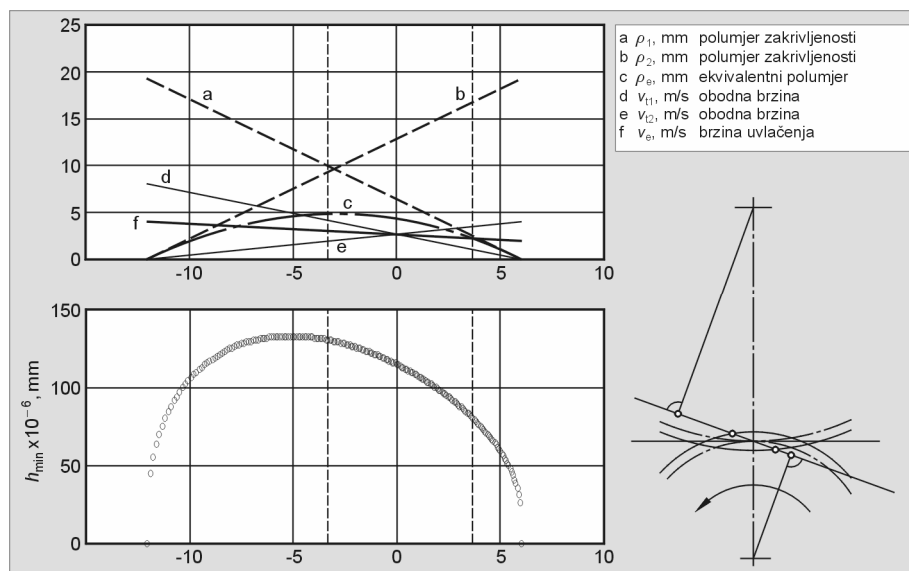 25
20
15
10
5
0
-10
-5
0
5
10
a
b
c
d
e
f
a ρ₁, mm polumjer zakrivljenosti
b ρ₂, mm polumjer zakrivljenosti
c ρₑ, mm ekvivalentni polumjer
d vₜ₁, m/s obodna brzina
e vₜ₂, m/s obodna brzina
f vₑ, m/s brzina uvlačenja
150
100
50
0
hmin x10⁻⁶, mm
-10
-5
0
5
10